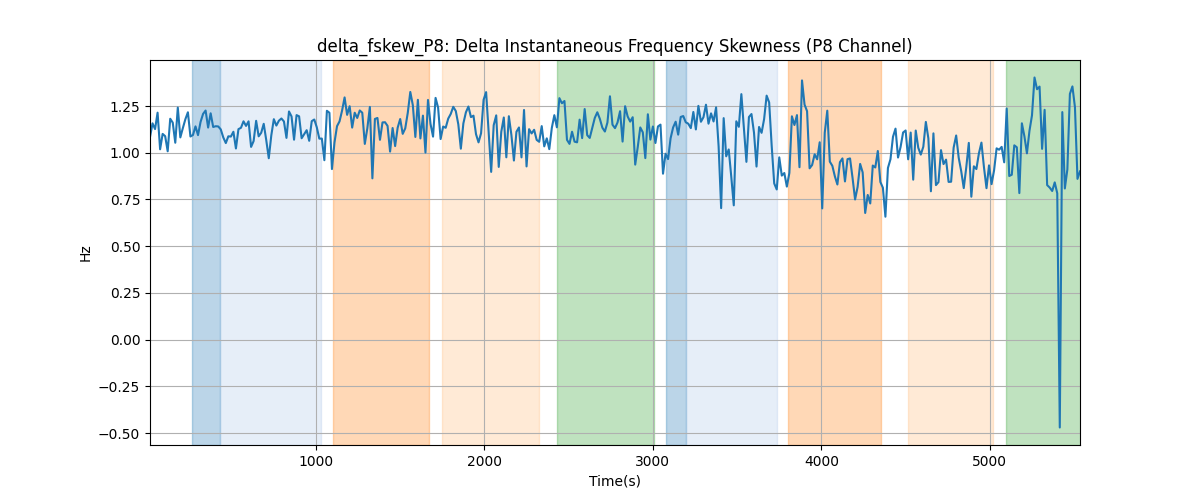 delta_fskew_P8: Delta Instantaneous Frequency Skewness (P8 Channel)
Hz
1.25
1.00
0.75
0.50
0.25
0.00
−0.25
−0.50
1000 2000 3000 4000 5000
Time(s)